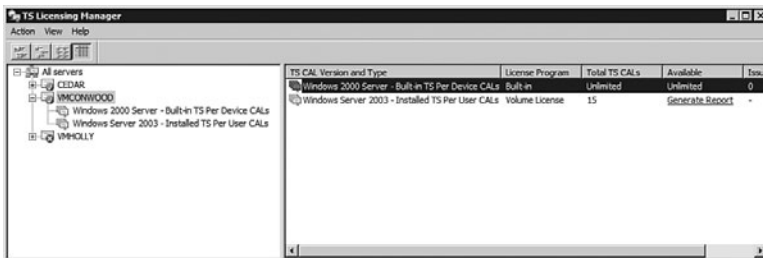 TS Licensing Manager
Action View Help
All servers
CEDAR
VMCONWOOD
Windows 2000 Server - Built-in TS Per Device CALs
Windows Server 2003 - Installed TS Per User CALs
VMHOLLY
TS CAL Version and Type License Program Total TS CALs Available Issu
Windows 2000 Server - Built-in TS Per Device CALs Built-in Unlimited Unlimited 0
Windows Server 2003 - Installed TS Per User CALs Volume License 15 Generate Report -